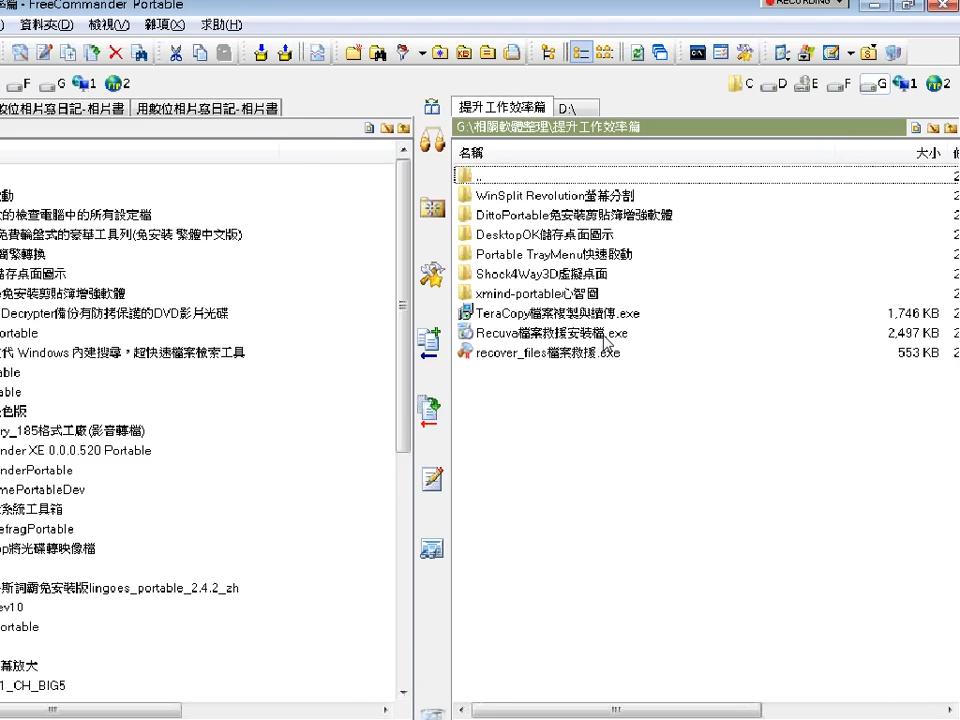 率篇 - FreeCommander Portable
RECORDING
) 資料夾(D) 檢視(V) 雜項(X) 求助(H)
F G 1 2
C D E F G 1 2
數位相片寫日記-相片書 用數位相片寫日記-相片書
提升工作效率篇 D:\
G:\相關軟體整理\提升工作效率篇
名稱 大小
..
WinSplit Revolution螢幕分割
DittoPortable免安裝剪貼簿增強軟體
DesktopOK儲存桌面圖示
Portable TrayMenu快速啟動
Shock4Way3D虛擬桌面
xmind-portable心智圖
TeraCopy檔案複製與續傳.exe 1,746 KB
Recuva檔案救援安裝檔.exe 2,497 KB
recover_files檔案救援.exe 553 KB
動
的檢查電腦中的所有設定檔
免費輪盤式的豪華工具列(免安裝 繁體中文版)
簡繁轉換
儲存桌面圖示
e免安裝剪貼簿增強軟體
Decrypter備份有防拷保護的DVD影片光碟
ortable
代 Windows 內建搜尋，超快速檔案檢索工具
able
able
色版
ry_185格式工廠(影音轉檔)
nder XE 0.0.0.520 Portable
nderPortable
mePortableDev
系統工具箱
efragPortable
p將光碟轉映像檔
斯詞霸免安裝版lingoes_portable_2.4.2_zh
ev10
ortable
幕放大
1_CH_BIG5